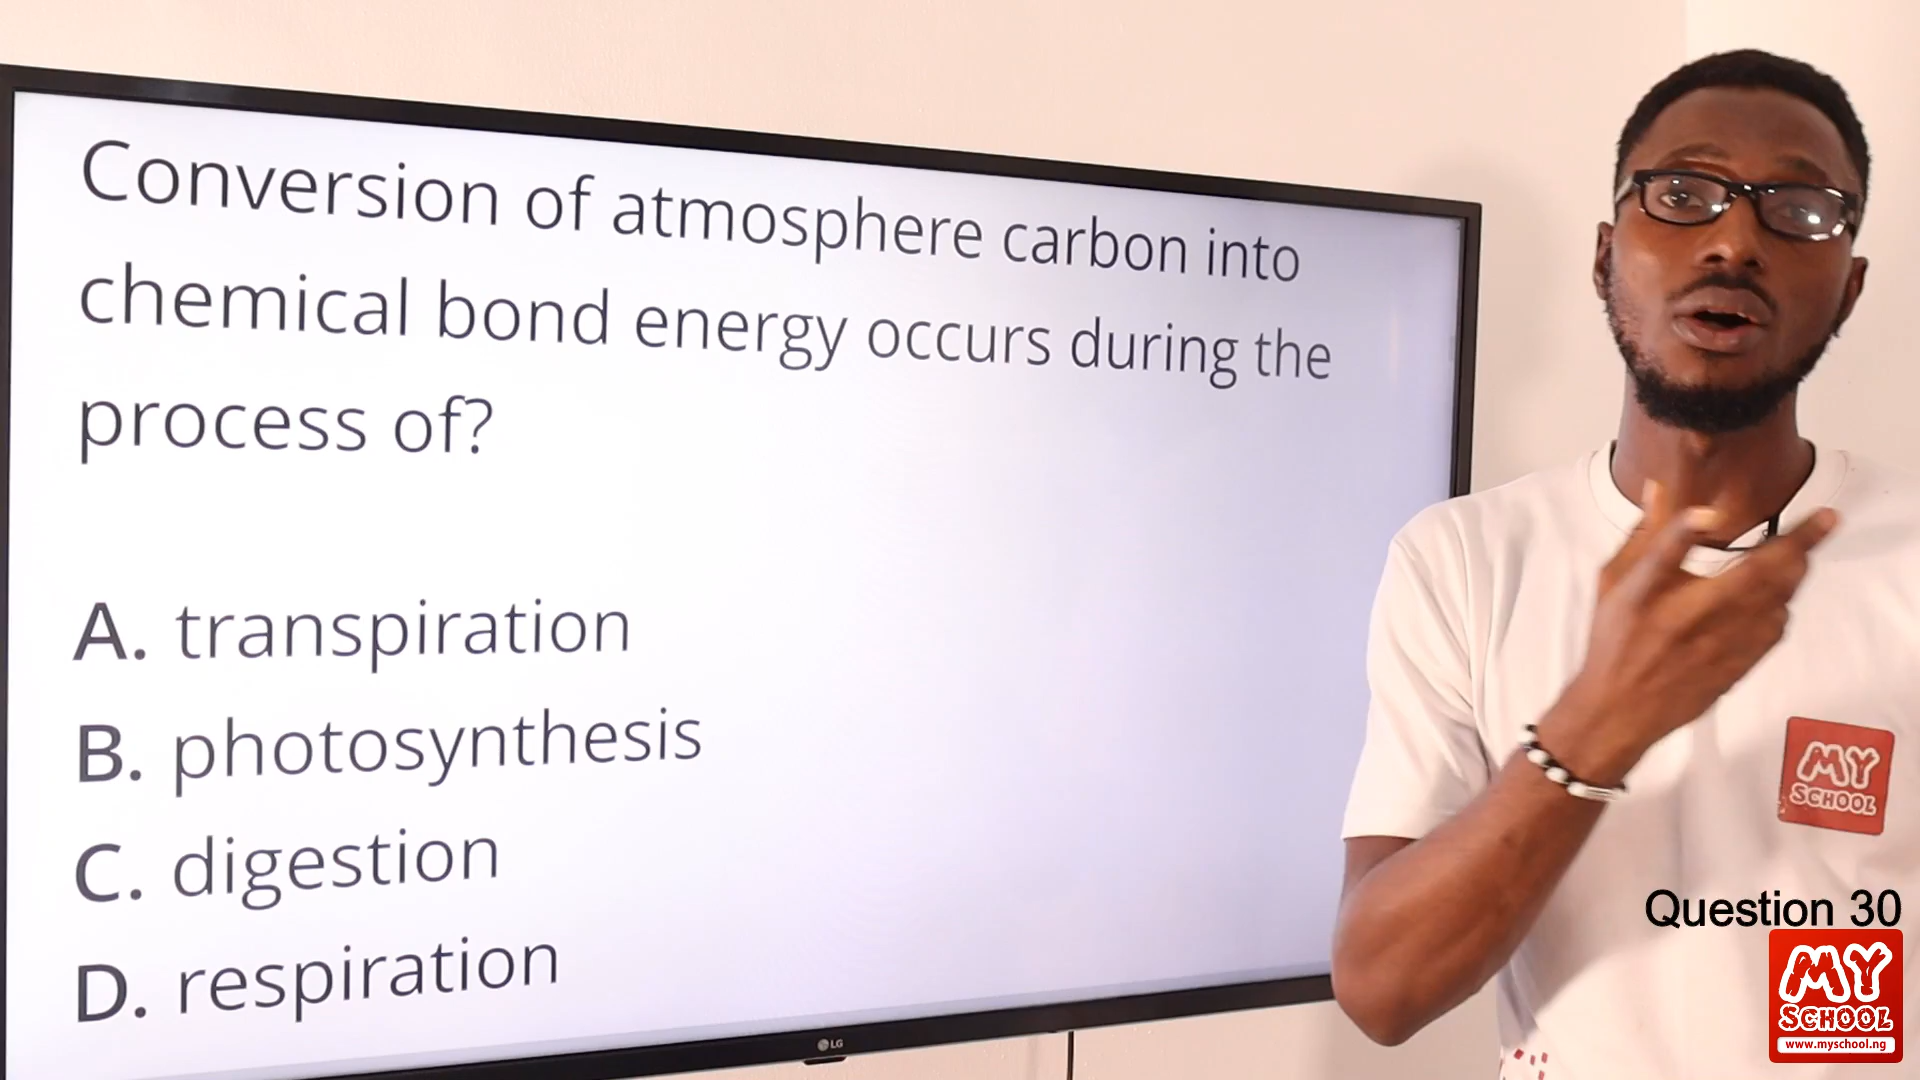 Conversion of atmosphere carbon into
chemical bond energy occurs during the
process of?
A. transpiration
B. photosynthesis
C. digestion
D. respiration
LG
MY
SCHOOL
Question 30
MY
SCHOOL
www.myschool.ng